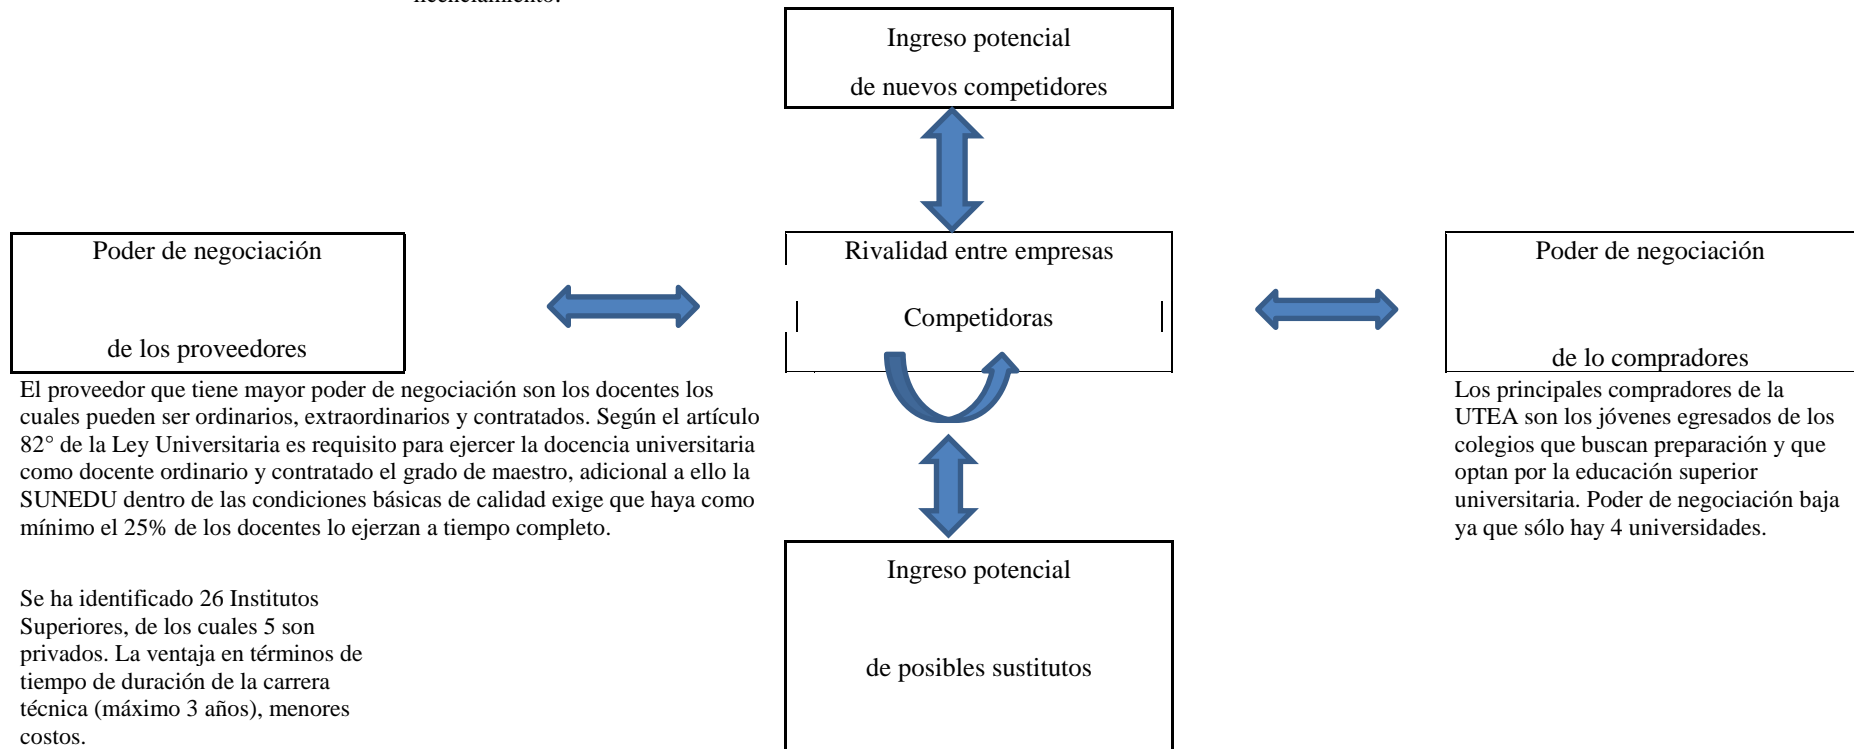 licenciamiento.
Ingreso potencial
de nuevos competidores
Poder de negociación
de los proveedores
Rivalidad entre empresas
Competidoras
Poder de negociación
de lo compradores
El proveedor que tiene mayor poder de negociación son los docentes los
cuales pueden ser ordinarios, extraordinarios y contratados. Según el artículo
82° de la Ley Universitaria es requisito para ejercer la docencia universitaria
como docente ordinario y contratado el grado de maestro, adicional a ello la
SUNEDU dentro de las condiciones básicas de calidad exige que haya como
mínimo el 25% de los docentes lo ejerzan a tiempo completo.
Los principales compradores de la
UTEA son los jóvenes egresados de los
colegios que buscan preparación y que
optan por la educación superior
universitaria. Poder de negociación baja
ya que sólo hay 4 universidades.
Se ha identificado 26 Institutos
Superiores, de los cuales 5 son
privados. La ventaja en términos de
tiempo de duración de la carrera
técnica (máximo 3 años), menores
costos.
Ingreso potencial
de posibles sustitutos